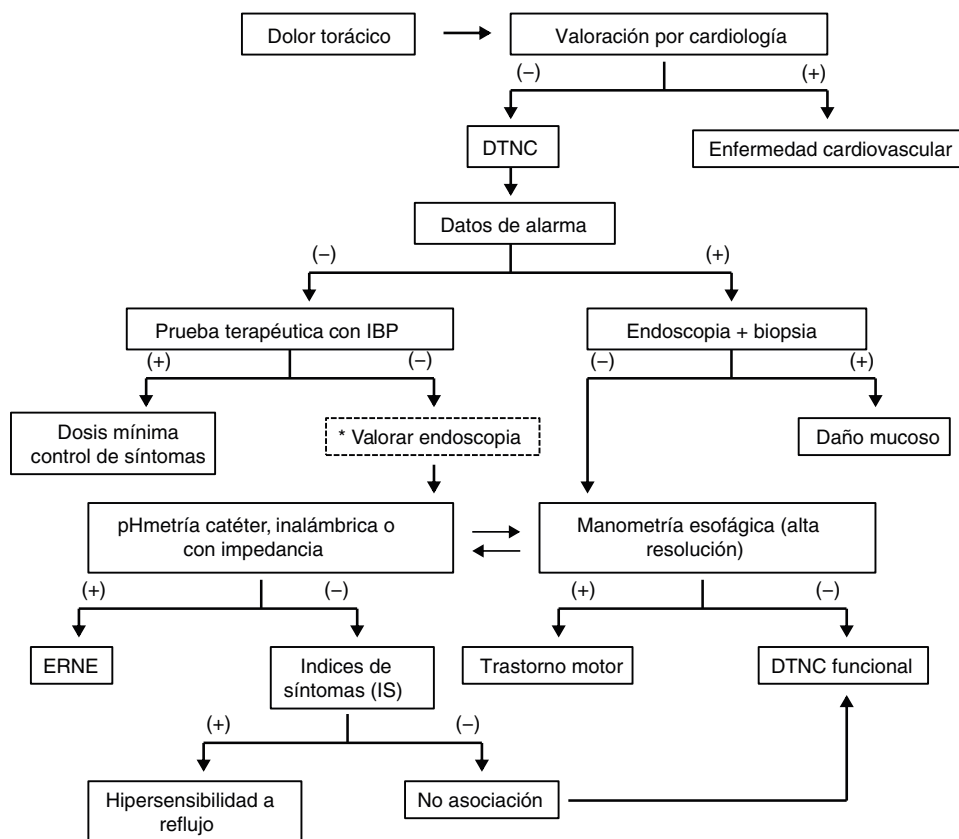 Dolor torácico
Valoración por cardiología
(−)
(+)
DTNC
Enfermedad cardiovascular
Datos de alarma
(−)
(+)
Prueba terapéutica con IBP
Endoscopia + biopsia
(+)
(−)
(−)
(+)
Dosis mínima
control de síntomas
* Valorar endoscopia
Daño mucoso
pHmetría catéter, inalámbrica o
con impedancia
Manometría esofágica (alta
resolución)
(+)
(−)
(+)
(−)
ERNE
Indices de
síntomas (IS)
Trastorno motor
DTNC funcional
(+)
(−)
Hipersensibilidad a
reflujo
No asociación